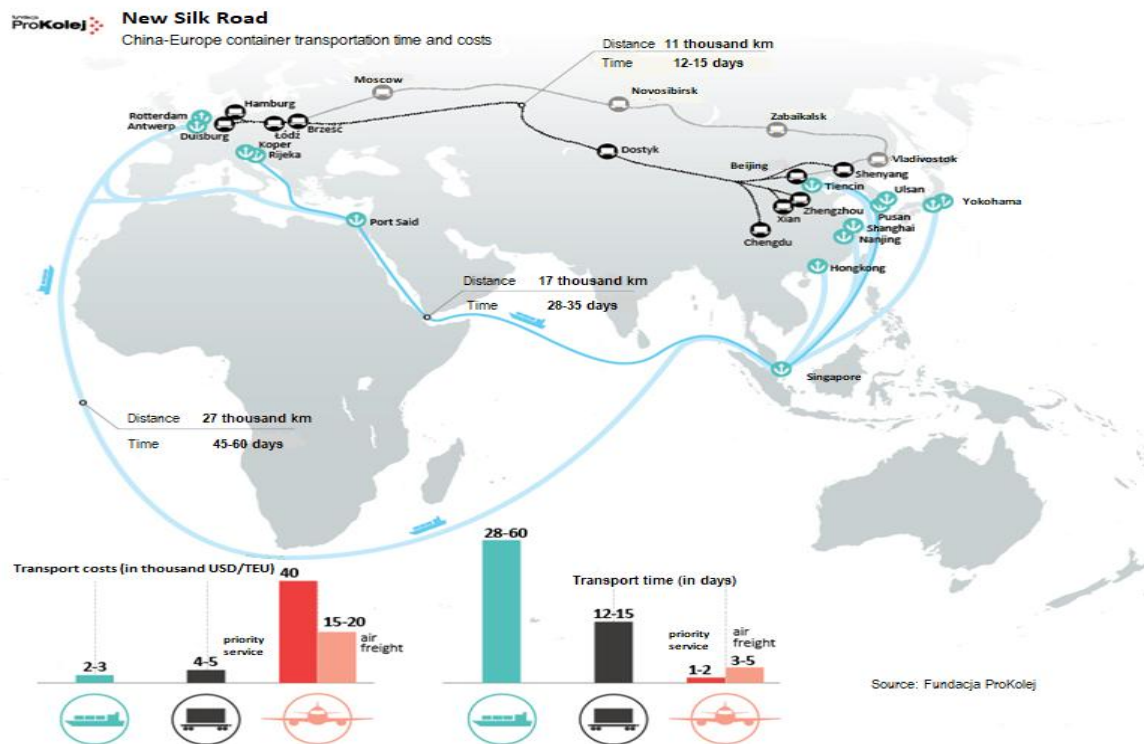 fundacja
ProKolej
New Silk Road
China-Europe container transportation time and costs
Distance 11 thousand km
Time 12-15 days
Moscow
Novosibirsk
Zabaikalsk
Vladivostok
Hamburg
Rotterdam
Antwerp
Duisburg
Łódź
Brześć
Koper
Rijeka
Dostyk
Beijing
Shenyang
Tiencin
Ulsan
Yokohama
Zhengzhou
Pusan
Xian
Shanghai
Nanjing
Chengdu
Port Said
Hongkong
Distance 17 thousand km
Time 28-35 days
Singapore
Distance 27 thousand km
Time 45-60 days
Transport costs (in thousand USD/TEU)
2-3
4-5
priority
service
40
15-20
air
freight
28-60
Transport time (in days)
12-15
priority
service
1-2
air
freight
3-5
Source: Fundacja ProKolej